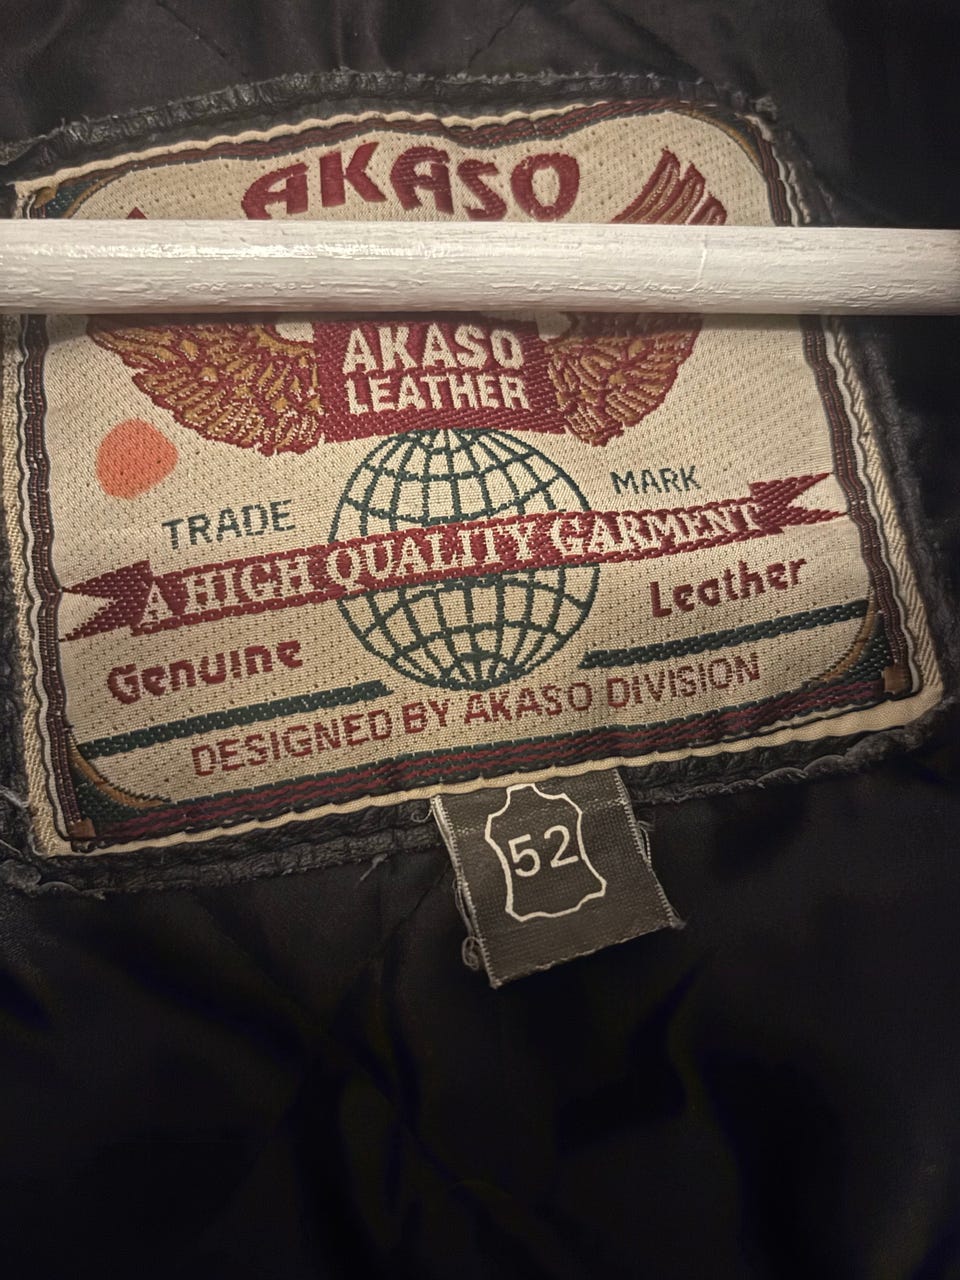 AKASO
AKASO
LEATHER
TRADE MARK
A HIGH QUALITY GARMENT
Genuine Leather
DESIGNED BY AKASO DIVISION
52